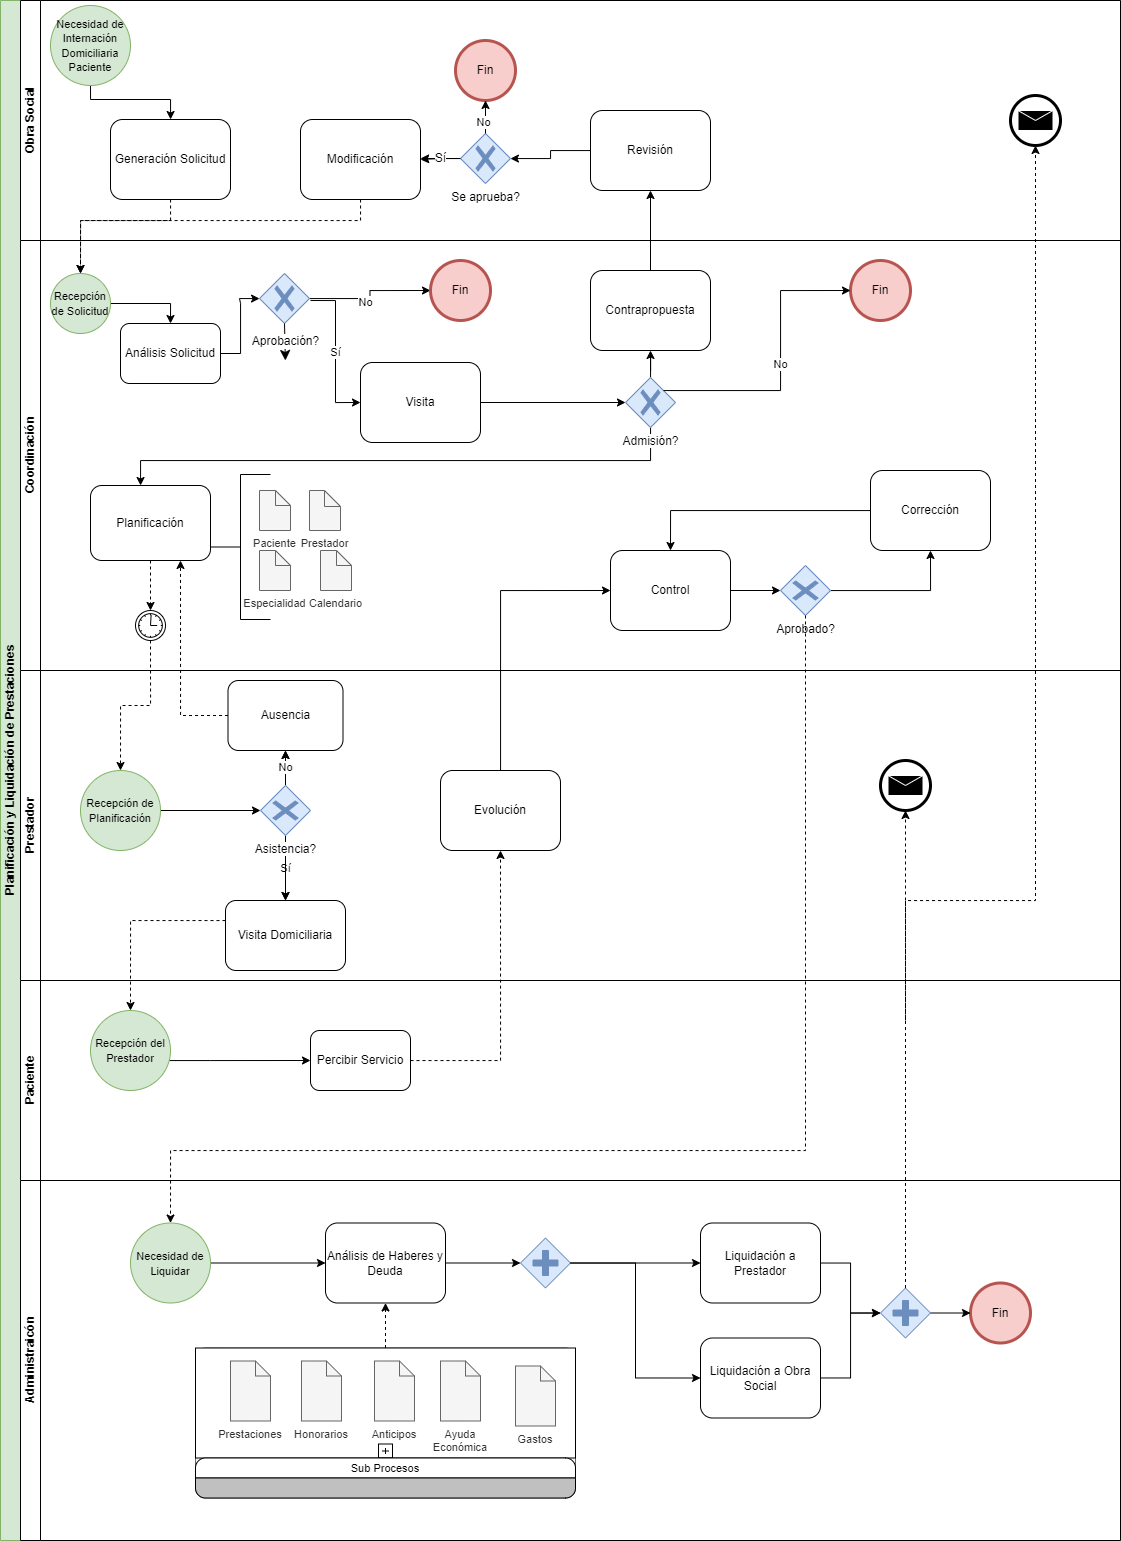 Planificación y Liquidación de Prestaciones
Obra Social
Necesidad de
Internación
Domiciliaria
Paciente
Generación Solicitud
Modificación
Sí
No
Fin
Se aprueba?
Revisión
Coordinación
Recepción
de Solicitud
Análisis Solicitud
Aprobación?
No
Fin
Sí
Visita
Contrapropuesta
Admisión?
No
Fin
Planificación
Paciente
Prestador
Especialidad
Calendario
Control
Aprobado?
Corrección
Prestador
Ausencia
No
Recepción de
Planificación
Asistencia?
Sí
Visita Domiciliaria
Evolución
Paciente
Recepción del
Prestador
Percibir Servicio
Administraicón
Necesidad de
Liquidar
Análisis de Haberes y
Deuda
Liquidación a
Prestador
Liquidación a Obra
Social
Fin
Prestaciones
Honorarios
Anticipos
Ayuda
Económica
Gastos
Sub Procesos